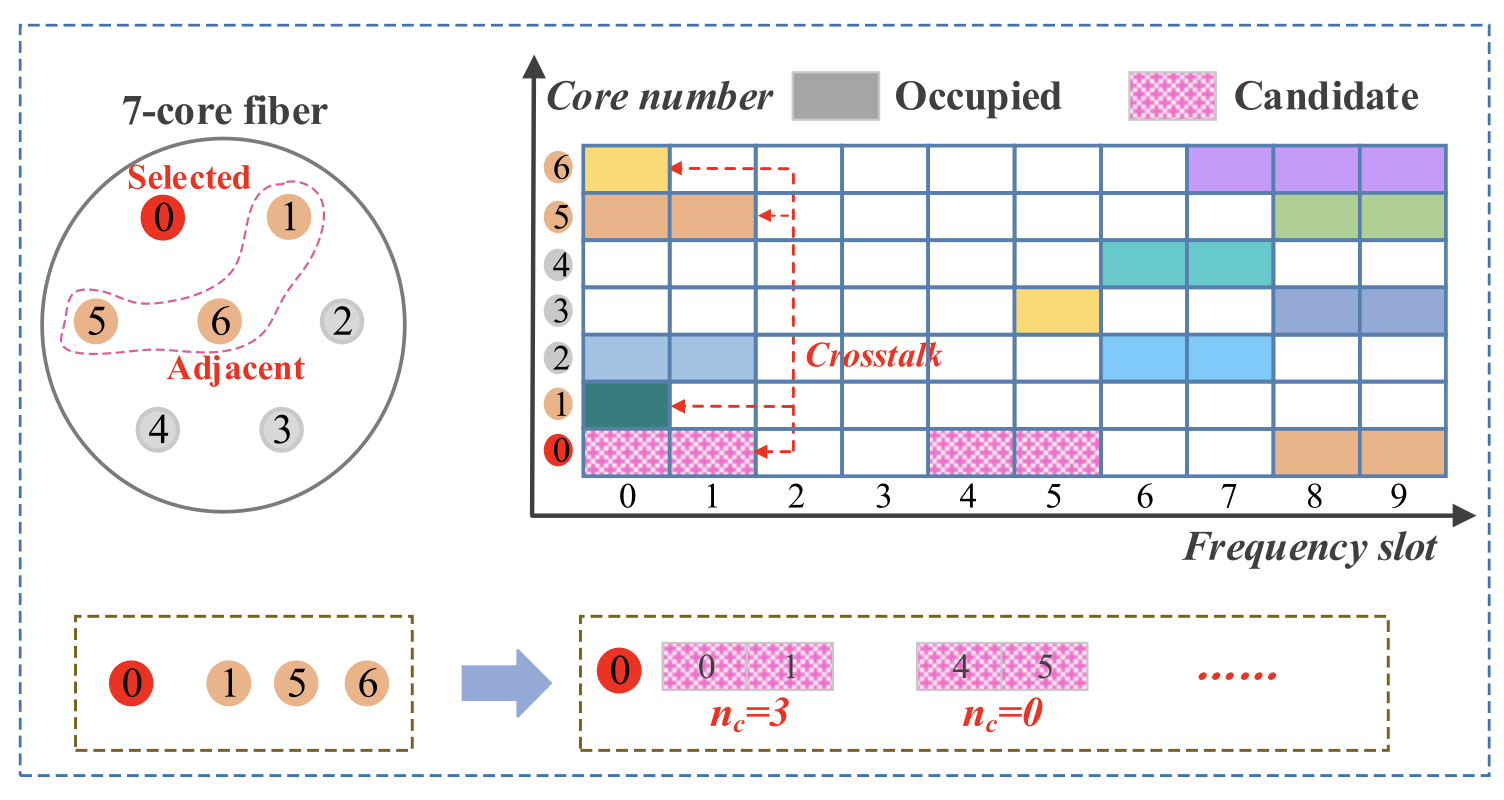 7-core fiber
Selected
0 1
5 6 2
Adjacent
4 3
Core number Occupied Candidate
6
5
4
3
2 Crosstalk
1
0
0 1 2 3 4 5 6 7 8 9
Frequency slot
0 1 5 6
0 0 1 4 5 ......
n_c=3 n_c=0